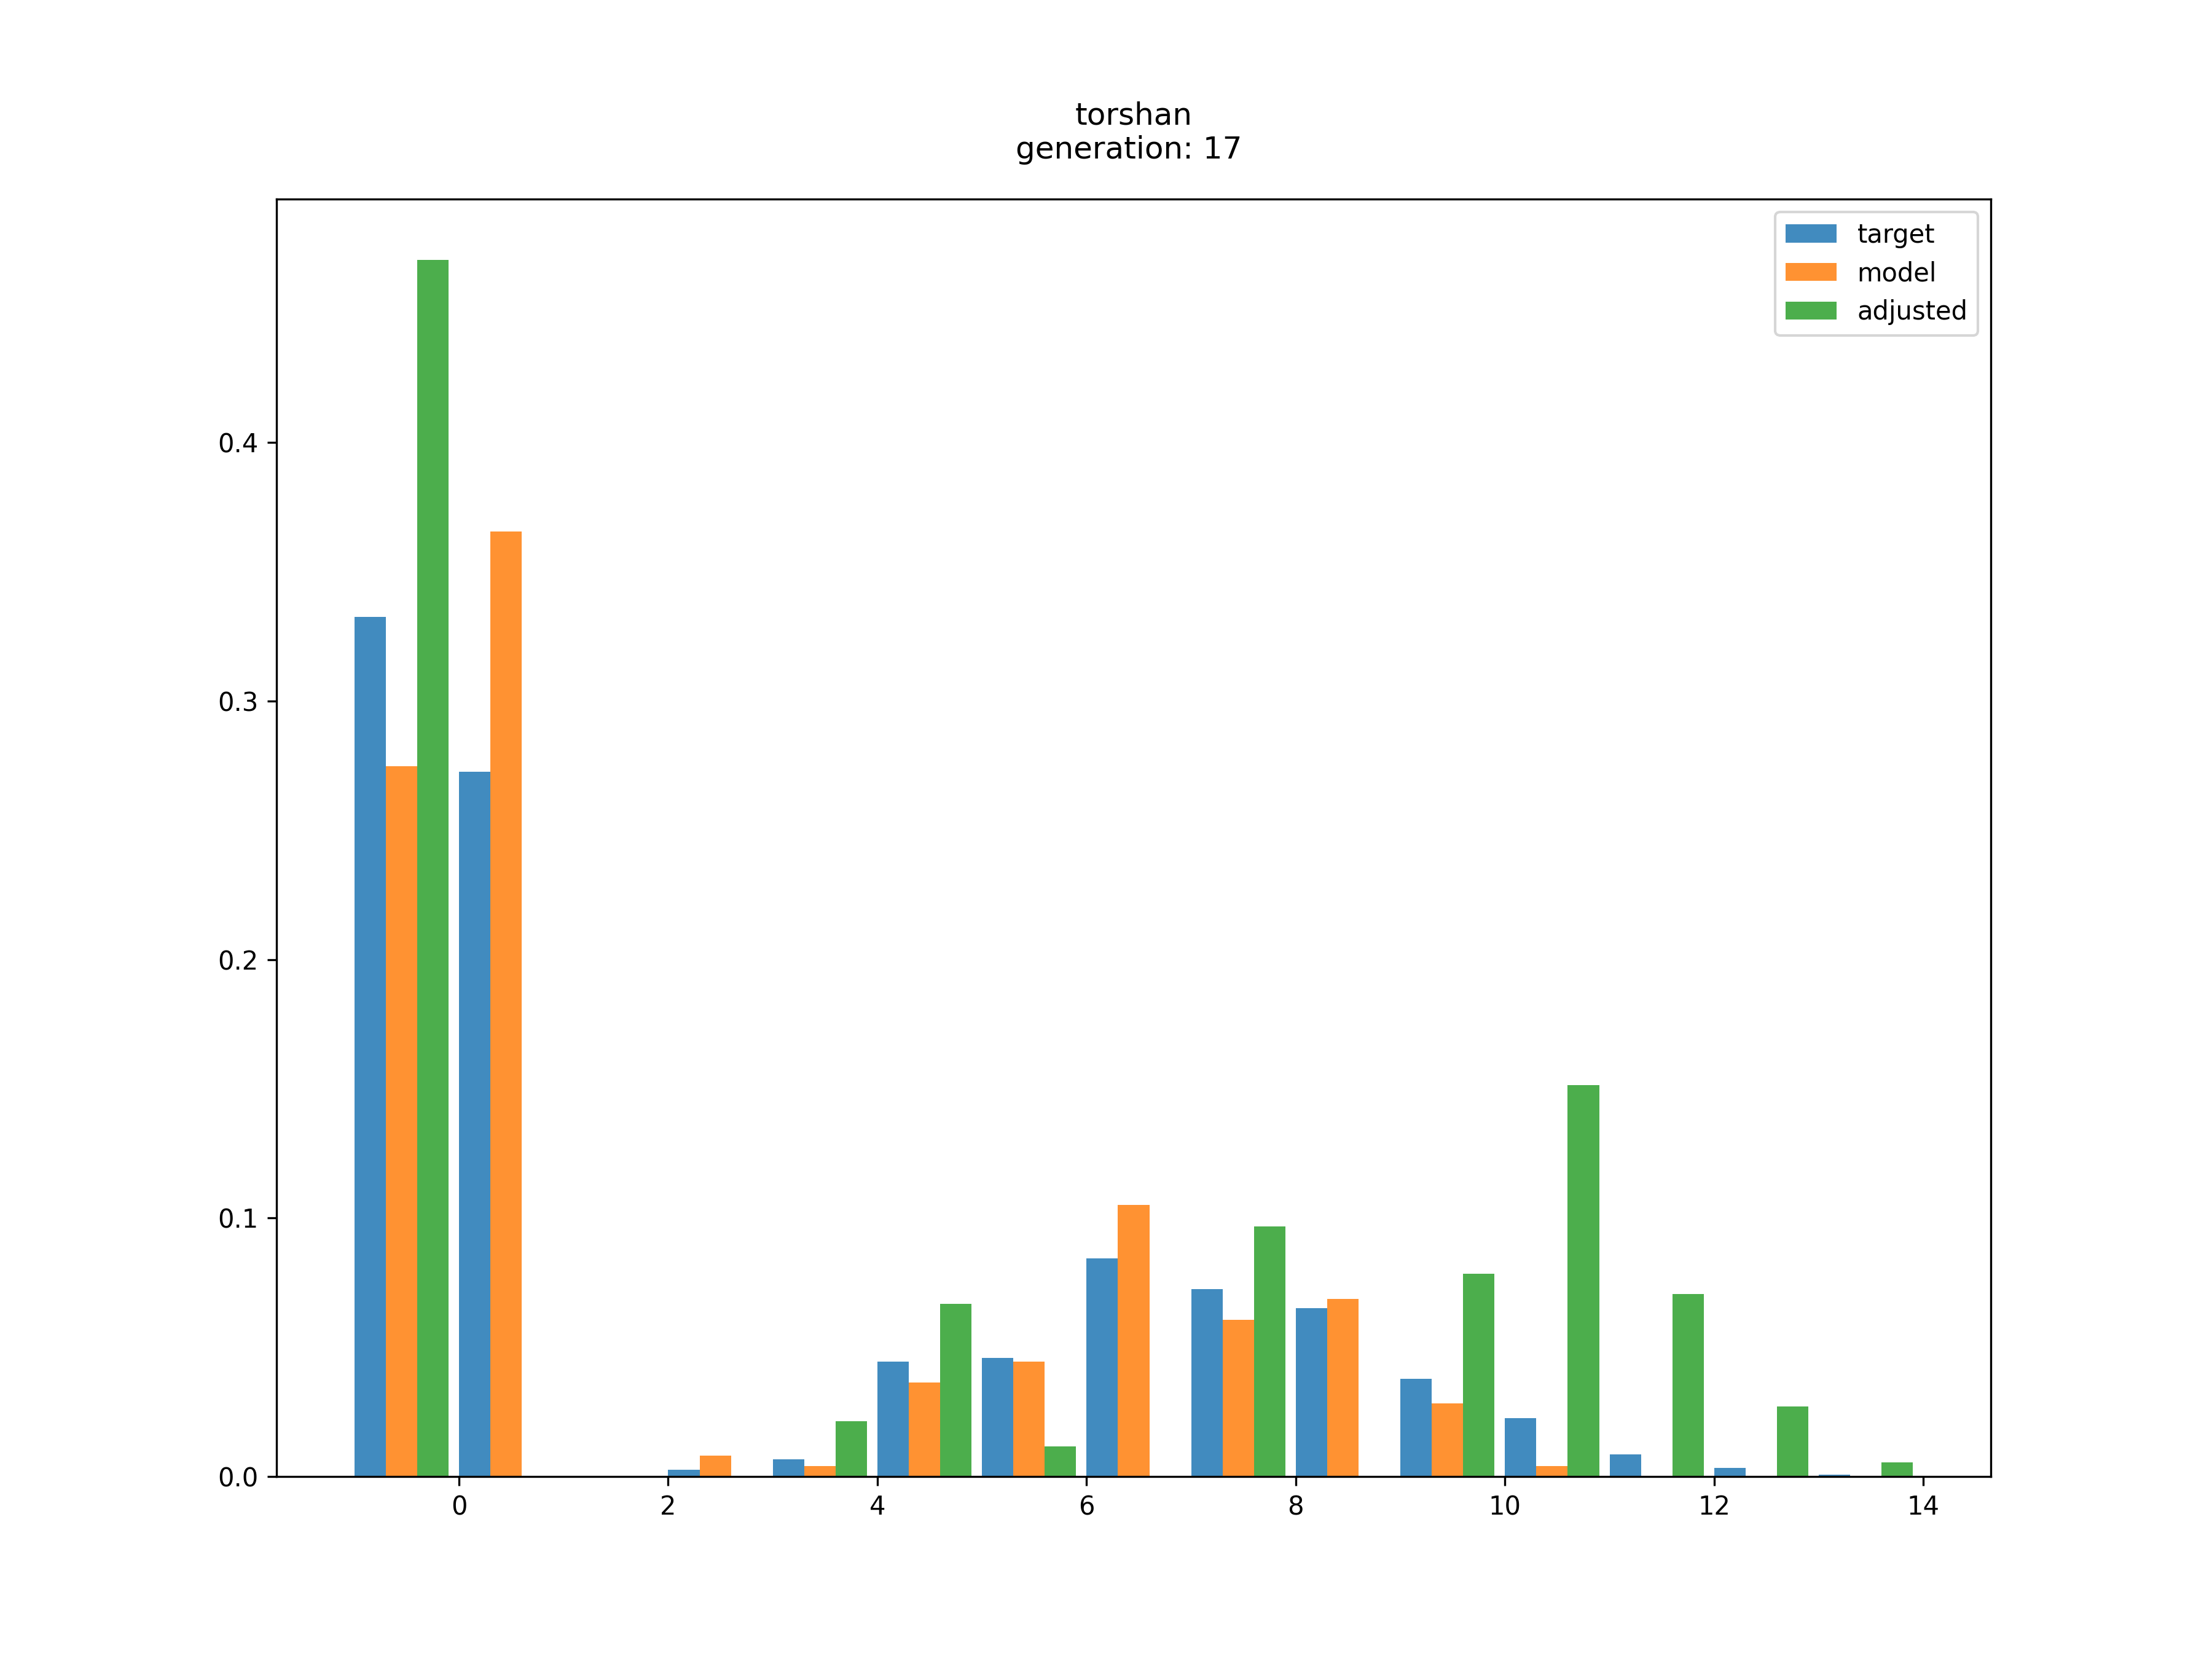 torshan
generation: 17
target
model
adjusted
0.4
0.3
0.2
0.1
0.0
0 2 4 6 8 10 12 14